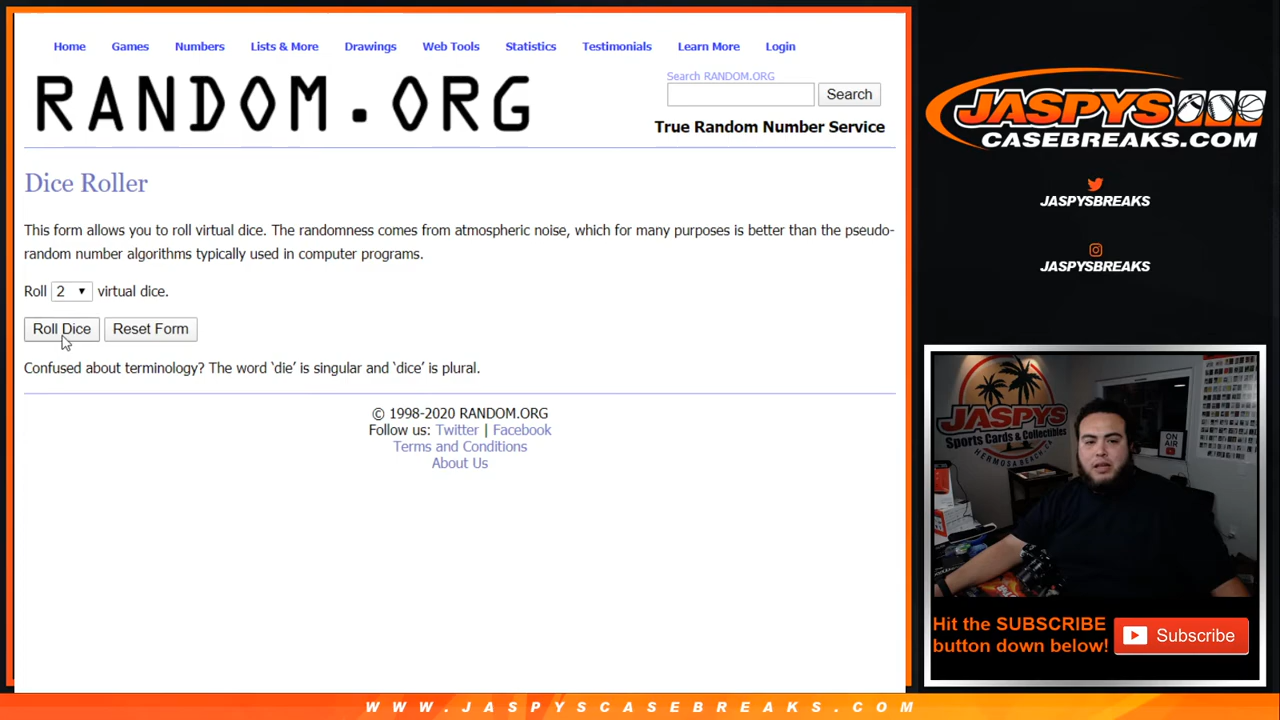 Home Games Numbers Lists & More Drawings Web Tools Statistics Testimonials Learn More Login
RANDOM.ORG
Search RANDOM.ORG
Search
True Random Number Service
Dice Roller
This form allows you to roll virtual dice. The randomness comes from atmospheric noise, which for many purposes is better than the pseudo-
random number algorithms typically used in computer programs.
Roll 2 virtual dice.
Roll Dice Reset Form
Confused about terminology? The word ‘die’ is singular and ‘dice’ is plural.
© 1998-2020 RANDOM.ORG
Follow us: Twitter | Facebook
Terms and Conditions
About Us
JASPYS
CASEBREAKS.COM
JASPYSBREAKS
JASPYSBREAKS
JASPYS
Sports Cards & Collectibles
HERMOSA BEACH, CA
ON
AIR
Hit the SUBSCRIBE
button down below!
Subscribe
WWW.JASPYSCASEBREAKS.COM